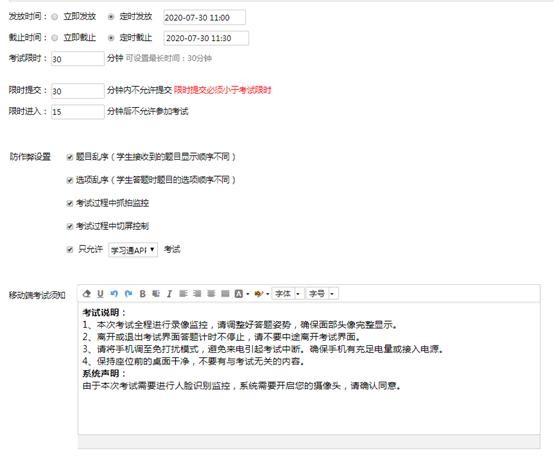 发放时间： 立即发放 定时发放 2020-07-30 11:00
截止时间： 立即截止 定时截止 2020-07-30 11:30
考试限时： 30 分钟 可设置最长时间：30分钟
限时提交： 30 分钟内不允许提交 限时提交必须小于考试限时
限时进入： 15 分钟后不允许参加考试
防作弊设置 题目乱序（学生接收到的题目显示顺序不同）
选项乱序（学生答题时题目的选项顺序不同）
考试过程中抓拍监控
考试过程中切屏控制
只允许 学习通APP 考试
移动端考试须知 U B I A 字体 字号
考试说明：
1、本次考试全程进行录像监控，请调整好答题姿势，确保面部头像完整显示。
2、离开或退出考试界面答题计时不停止，请不要中途离开考试界面。
3、请将手机调至免打扰模式，避免来电引起考试中断。确保手机有充足电量或接入电源。
4、保持座位前的桌面干净，不要有与考试无关的内容。
系统声明：
由于本次考试需要进行人脸识别监控，系统需要开启您的摄像头，请确认同意。